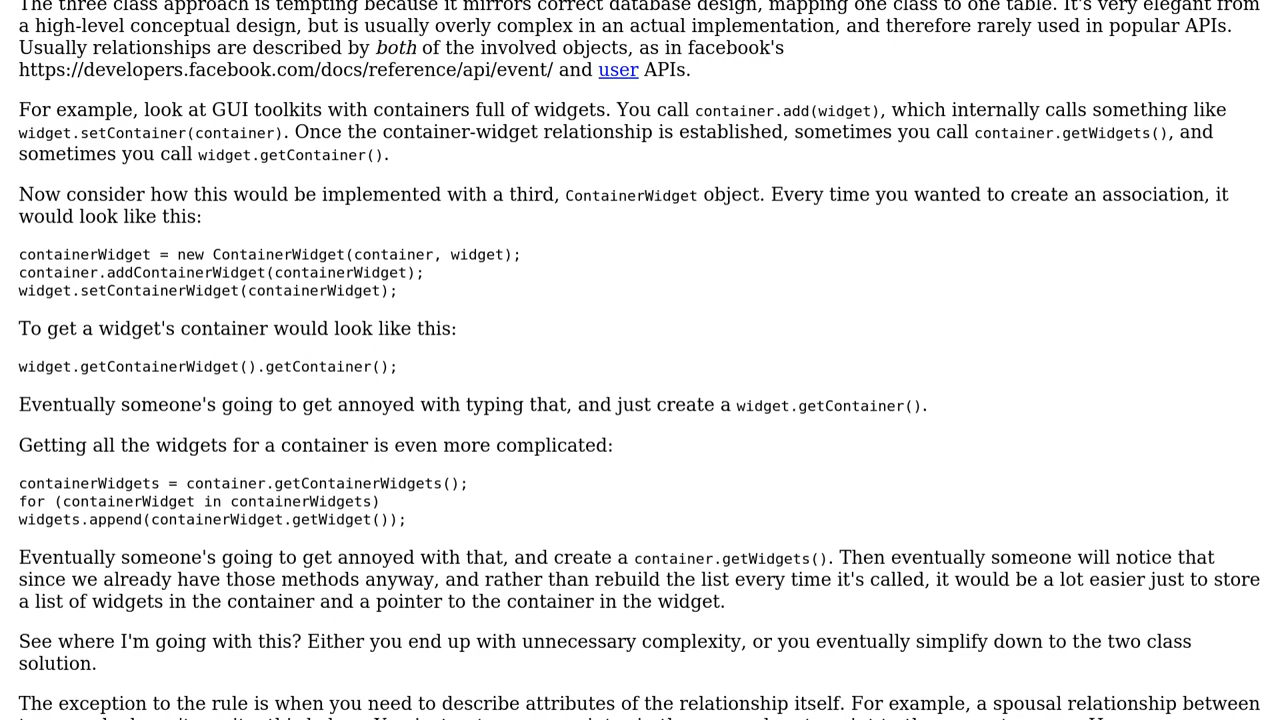 The three class approach is tempting because it mirrors correct database design, mapping one class to one table. It's very elegant from
a high-level conceptual design, but is usually overly complex in an actual implementation, and therefore rarely used in popular APIs.
Usually relationships are described by both of the involved objects, as in facebook's
https://developers.facebook.com/docs/reference/api/event/ and user APIs.
For example, look at GUI toolkits with containers full of widgets. You call container.add(widget), which internally calls something like
widget.setContainer(container). Once the container-widget relationship is established, sometimes you call container.getWidgets(), and
sometimes you call widget.getContainer().
Now consider how this would be implemented with a third, ContainerWidget object. Every time you wanted to create an association, it
would look like this:
containerWidget = new ContainerWidget(container, widget);
container.addContainerWidget(containerWidget);
widget.setContainerWidget(containerWidget);
To get a widget's container would look like this:
widget.getContainerWidget().getContainer();
Eventually someone's going to get annoyed with typing that, and just create a widget.getContainer().
Getting all the widgets for a container is even more complicated:
containerWidgets = container.getContainerWidgets();
for (containerWidget in containerWidgets)
widgets.append(containerWidget.getWidget());
Eventually someone's going to get annoyed with that, and create a container.getWidgets(). Then eventually someone will notice that
since we already have those methods anyway, and rather than rebuild the list every time it's called, it would be a lot easier just to store
a list of widgets in the container and a pointer to the container in the widget.
See where I'm going with this? Either you end up with unnecessary complexity, or you eventually simplify down to the two class
solution.
The exception to the rule is when you need to describe attributes of the relationship itself. For example, a spousal relationship between